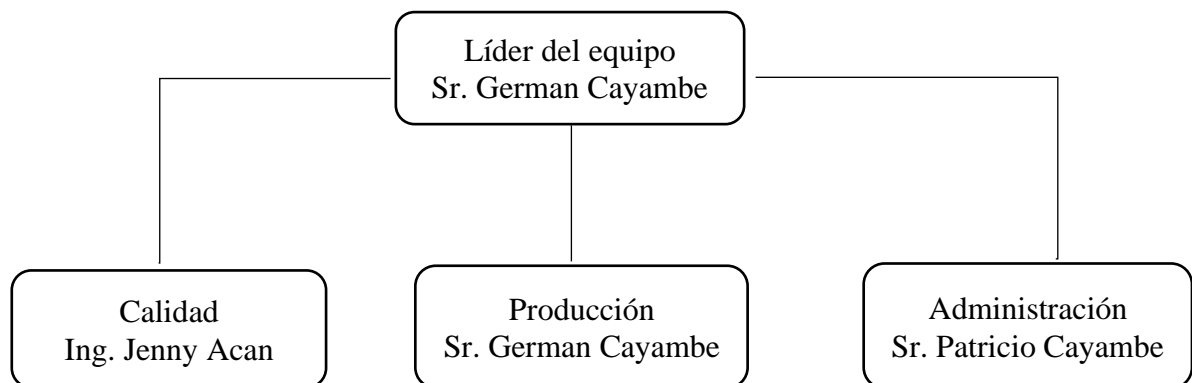 Líder del equipo
Sr. German Cayambe
Calidad
Ing. Jenny Acan
Producción
Sr. German Cayambe
Administración
Sr. Patricio Cayambe